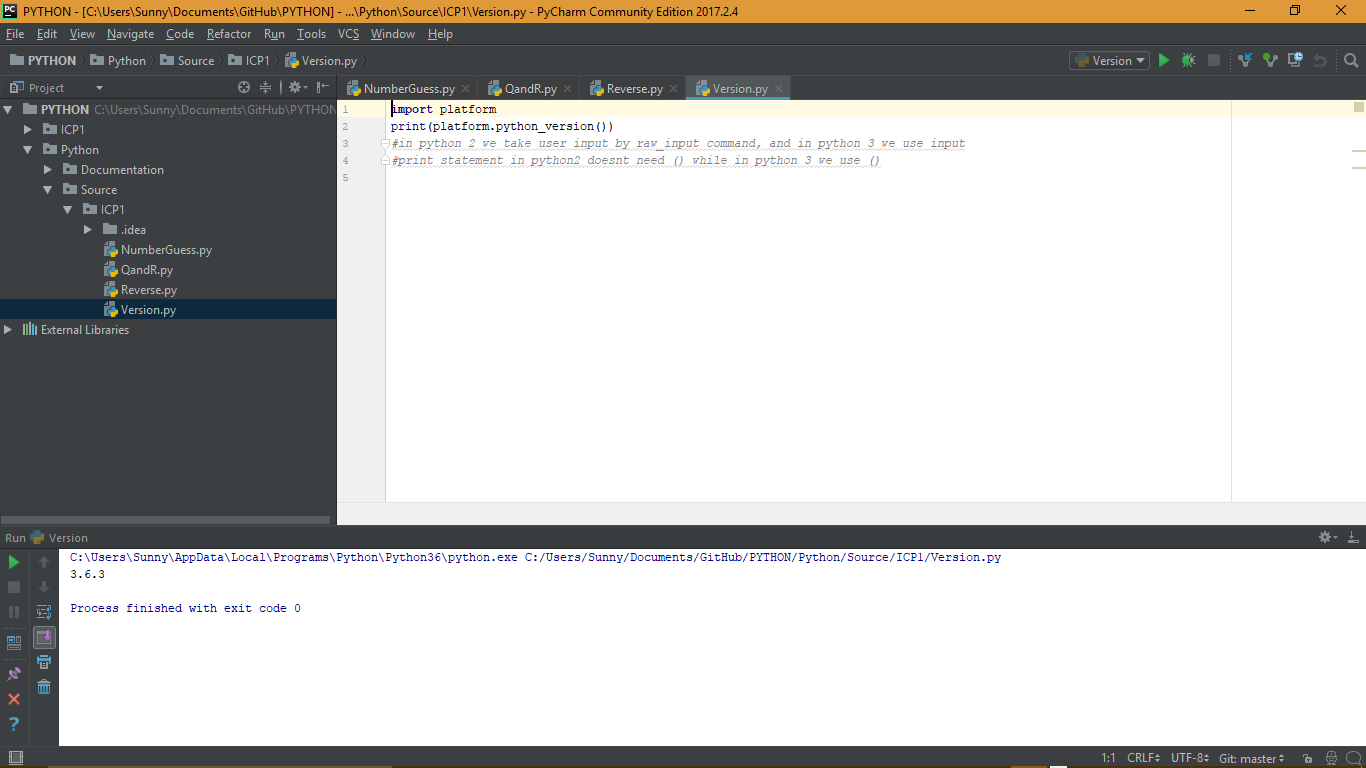 PYTHON - [C:\Users\Sunny\Documents\GitHub\PYTHON] - ...\Python\Source\ICP1\Version.py - PyCharm Community Edition 2017.2.4
File Edit View Navigate Code Refactor Run Tools VCS Window Help
PYTHON Python Source ICP1 Version.py Version
Project
NumberGuess.py QandR.py Reverse.py Version.py
PYTHON C:\Users\Sunny\Documents\GitHub\PYTHON
ICP1
Python
Documentation
Source
ICP1
.idea
NumberGuess.py
QandR.py
Reverse.py
Version.py
External Libraries
1 import platform
2 print(platform.python_version())
3 #in python 2 we take user input by raw_input command, and in python 3 we use input
4 #print statement in python2 doesnt need () while in python 3 we use ()
5
Run Version
C:\Users\Sunny\AppData\Local\Programs\Python\Python36\python.exe C:/Users/Sunny/Documents/GitHub/PYTHON/Python/Source/ICP1/Version.py
3.6.3
Process finished with exit code 0
1:1 CRLF UTF-8 Git: master